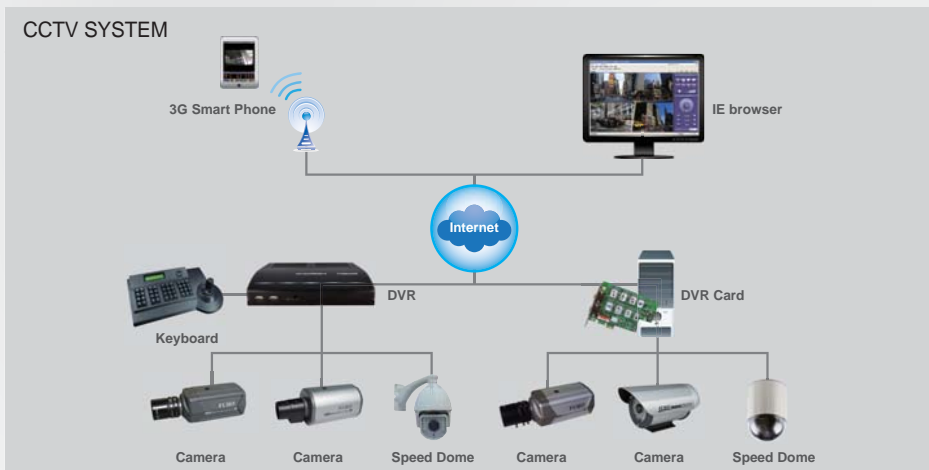 CCTV SYSTEM
3G Smart Phone
IE browser
Internet
DVR
DVR Card
Keyboard
Camera
Camera
Speed Dome
Camera
Camera
Speed Dome